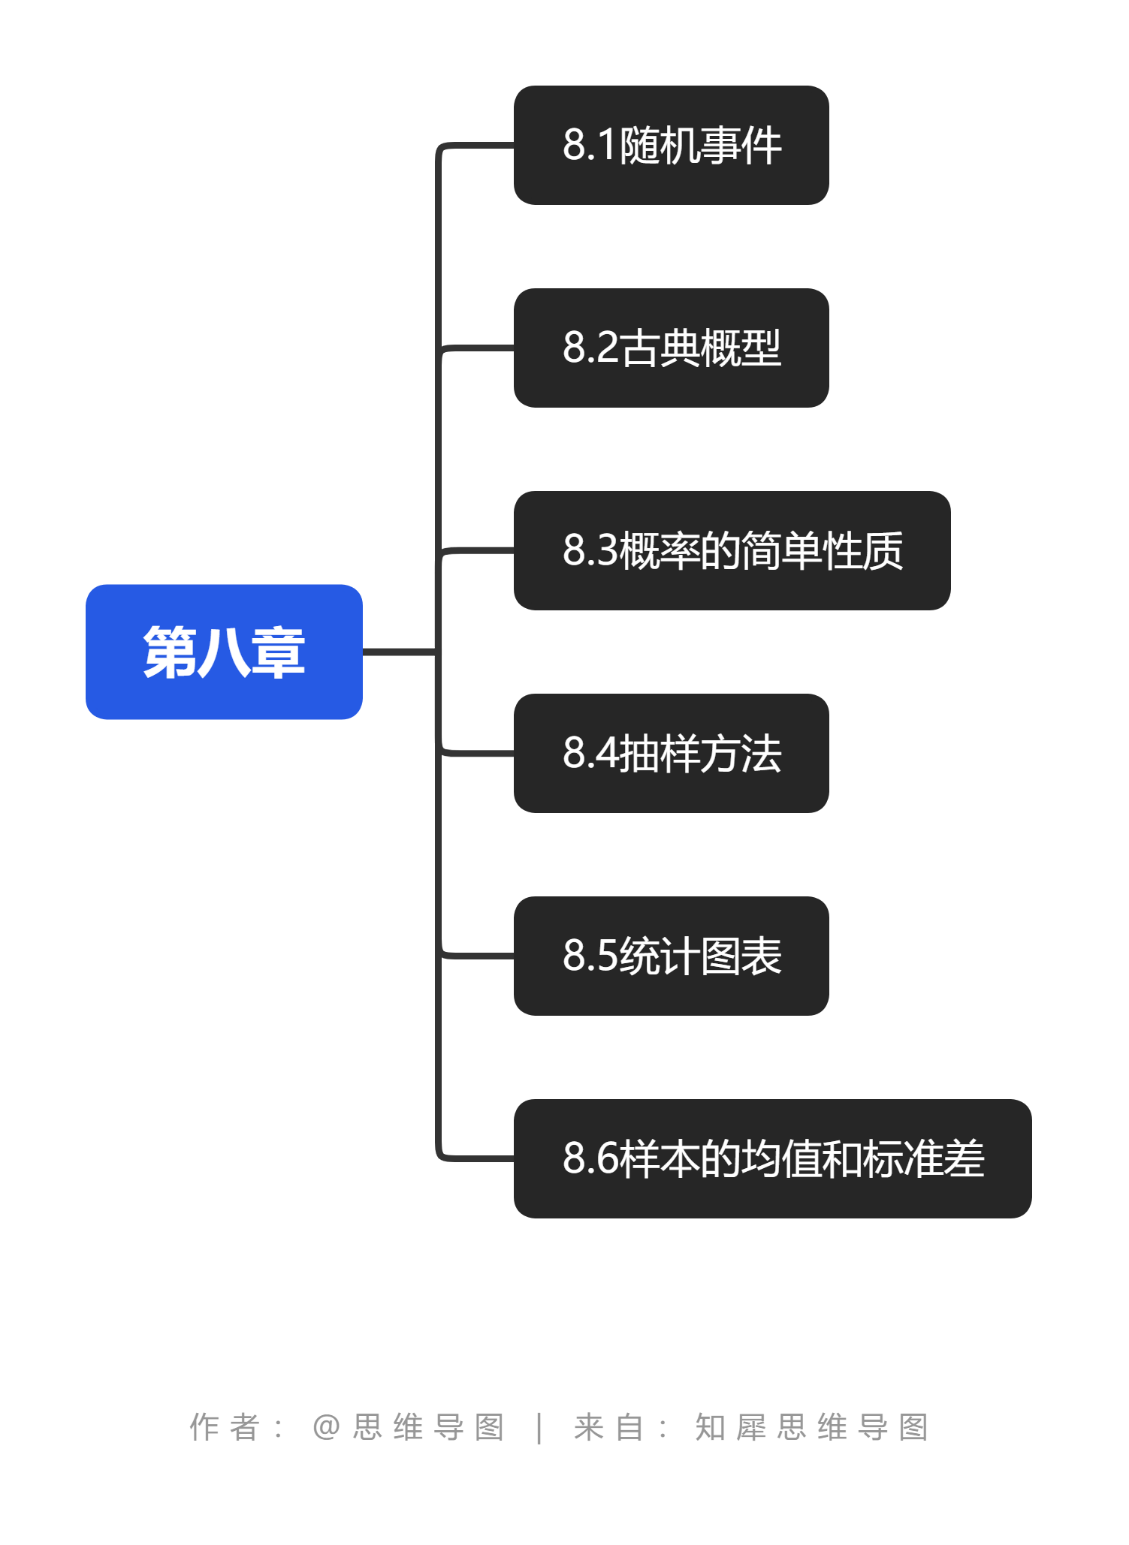 8.1随机事件
8.2古典概型
8.3概率的简单性质
第八章
8.4抽样方法
8.5统计图表
8.6样本的均值和标准差
作者：@思维导图 | 来自：知犀思维导图